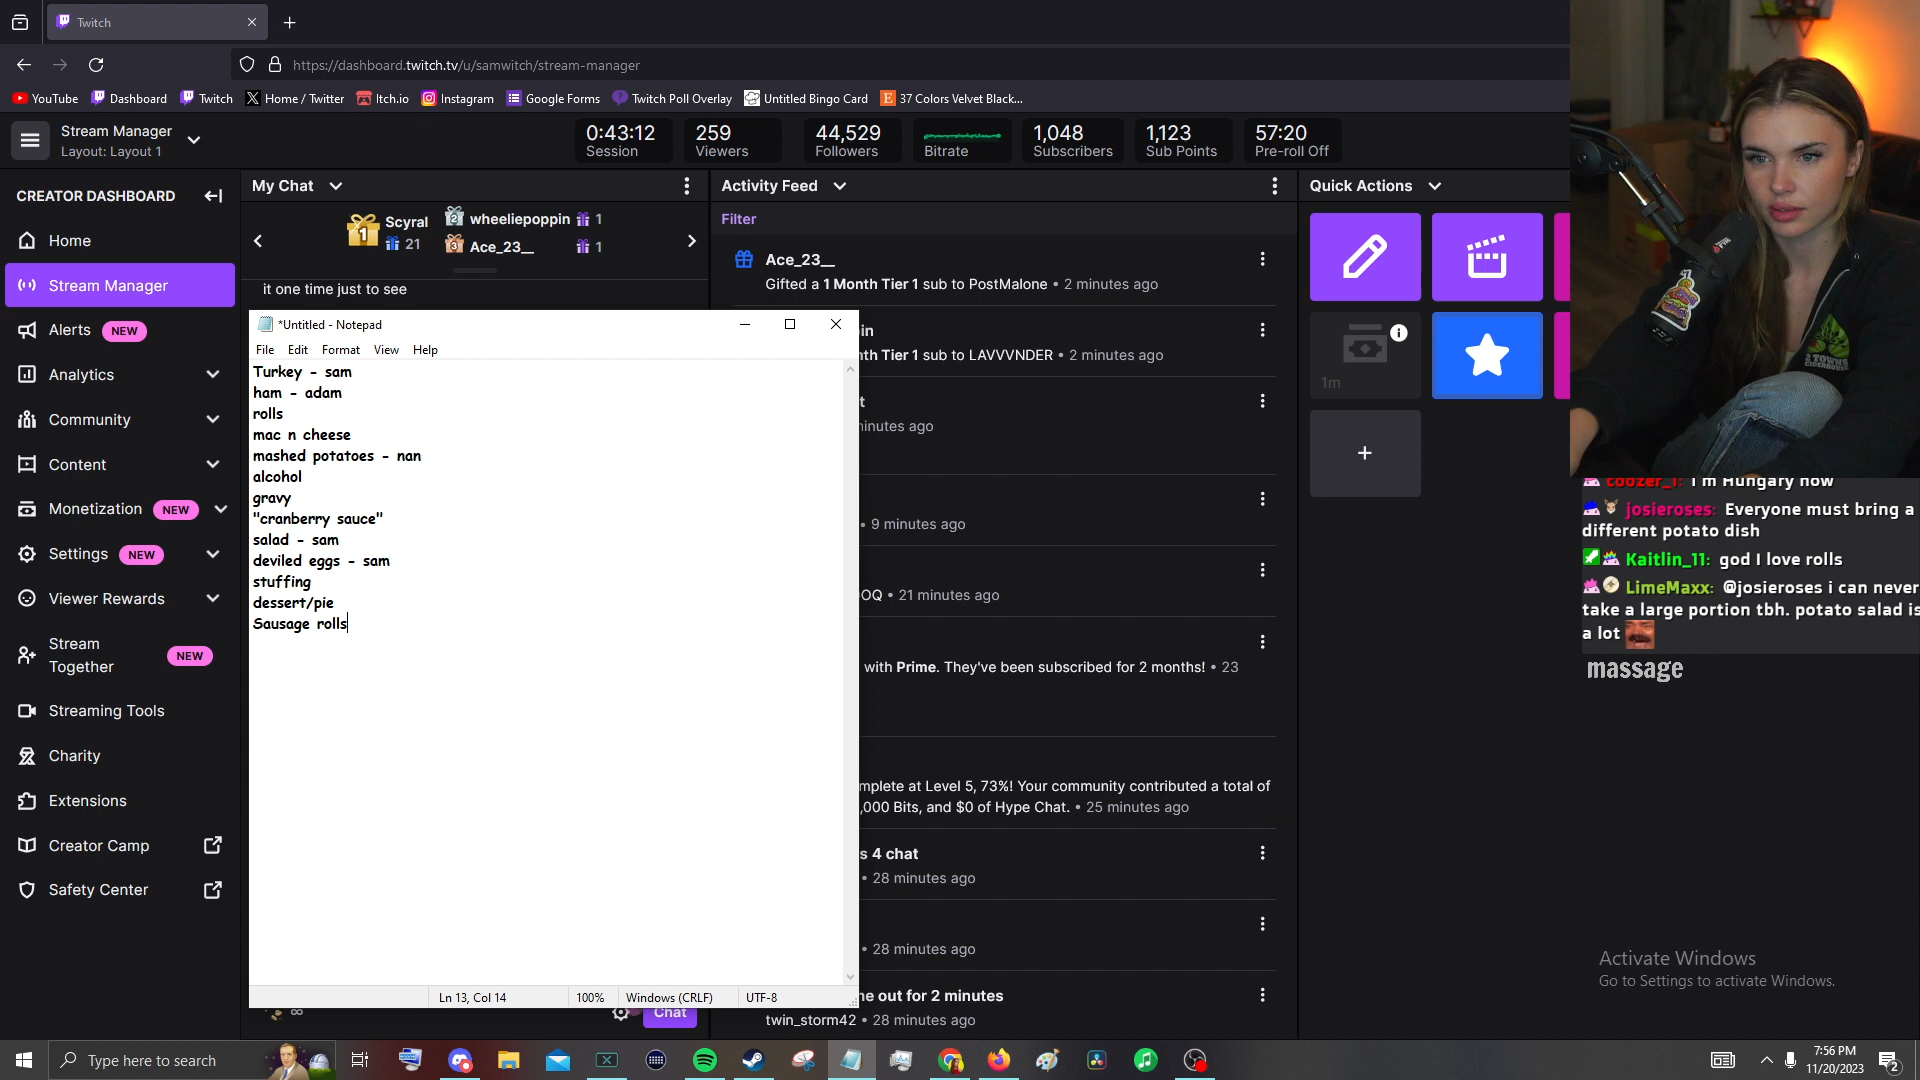 Twitch
https://dashboard.twitch.tv/u/samwitch/stream-manager
YouTube
Dashboard
Twitch
Home / Twitter
Itch.io
Instagram
Google Forms
Twitch Poll Overlay
Untitled Bingo Card
37 Colors Velvet Black...
Stream Manager
Layout: Layout 1
0:43:12
Session
259
Viewers
44,529
Followers
Bitrate
1,048
Subscribers
1,123
Sub Points
57:20
Pre-roll Off
CREATOR DASHBOARD
Home
Stream Manager
Alerts NEW
Analytics
Community
Content
Monetization NEW
Settings NEW
Viewer Rewards
Stream
Together NEW
Streaming Tools
Charity
Extensions
Creator Camp
Safety Center
My Chat
1 Scyral
21
2 wheeliepoppin 1
3 Ace_23__ 1
it one time just to see
*Untitled - Notepad
File Edit Format View Help
Turkey - sam
ham - adam
rolls
mac n cheese
mashed potatoes - nan
alcohol
gravy
"cranberry sauce"
salad - sam
deviled eggs - sam
stuffing
dessert/pie
Sausage rolls
Ln 13, Col 14
100%
Windows (CRLF)
UTF-8
Chat
Activity Feed
Filter
Ace_23__
Gifted a 1 Month Tier 1 sub to PostMalone • 2 minutes ago
Tier 1 sub to LAVVVNDER • 2 minutes ago
ago
• 9 minutes ago
• 21 minutes ago
with Prime. They've been subscribed for 2 months! • 23
at Level 5, 73%! Your community contributed a total of
Bits, and $0 of Hype Chat. • 25 minutes ago
4 chat
• 28 minutes ago
• 28 minutes ago
out for 2 minutes
twin_storm42 • 28 minutes ago
Quick Actions
1m
coozer_1: I'm Hungary now
josieroses: Everyone must bring a
different potato dish
Kaitlin_11: god I love rolls
LimeMaxx: @josieroses i can never
take a large portion tbh. potato salad is
a lot
massage
2 TOWNS
CIDERHOUSE
Activate Windows
Go to Settings to activate Windows.
Type here to search
7:56 PM
11/20/2023
2